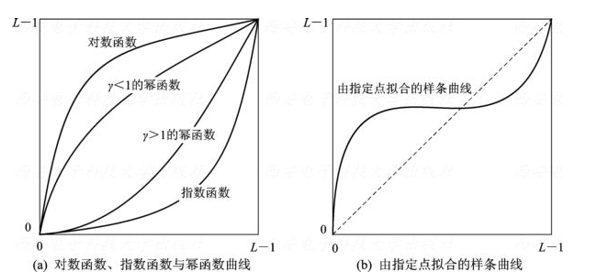 L−1
对数函数
γ<1的幂函数
γ>1的幂函数
指数函数
0
0
L−1
(a) 对数函数、指数函数与幂函数曲线
L−1
由指定点拟合的样条曲线
0
0
L−1
(b) 由指定点拟合的样条曲线